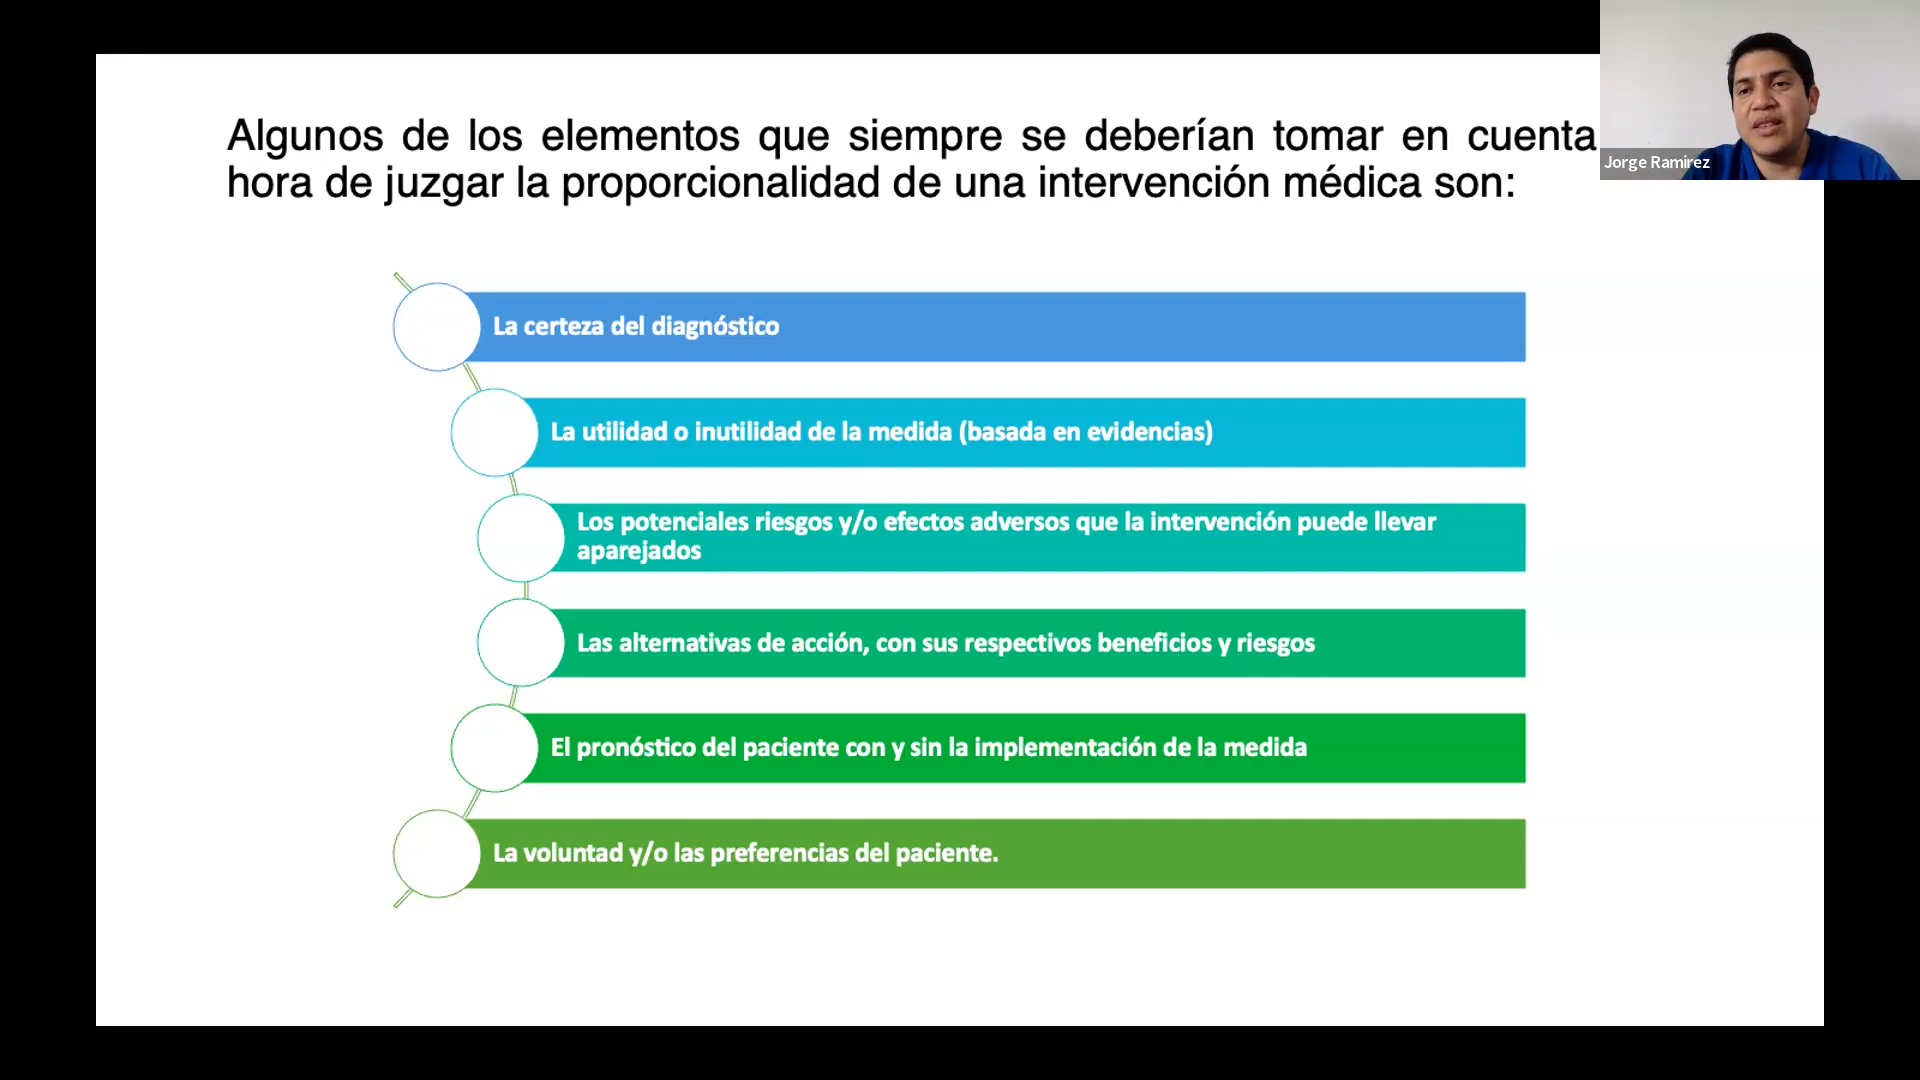 Algunos de los elementos que siempre se deberían tomar en cuenta
hora de juzgar la proporcionalidad de una intervención médica son:
Jorge Ramirez
La certeza del diagnóstico
La utilidad o inutilidad de la medida (basada en evidencias)
Los potenciales riesgos y/o efectos adversos que la intervención puede llevar
aparejados
Las alternativas de acción, con sus respectivos beneficios y riesgos
El pronóstico del paciente con y sin la implementación de la medida
La voluntad y/o las preferencias del paciente.